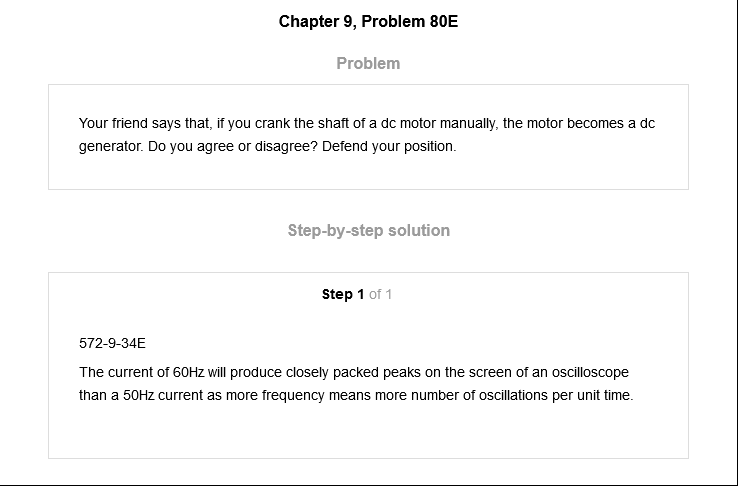 Chapter 9, Problem 80E
Problem
Your friend says that, if you crank the shaft of a dc motor manually, the motor becomes a dc
generator. Do you agree or disagree? Defend your position.
Step-by-step solution
Step 1 of 1
572-9-34E
The current of 60Hz will produce closely packed peaks on the screen of an oscilloscope
than a 50Hz current as more frequency means more number of oscillations per unit time.